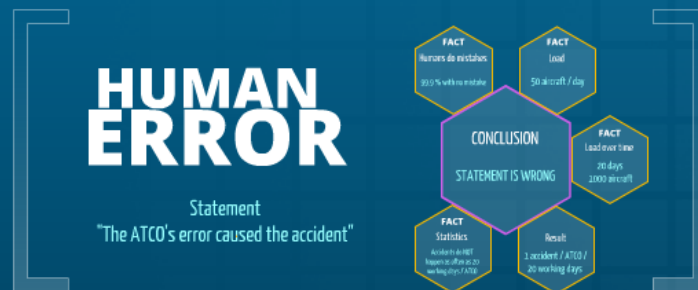 HUMAN
ERROR
Statement
"The ATCO's error caused the accident"
FACT
Humans do mistakes
99.9 % with no mistake
FACT
Load
50 aircraft / day
FACT
Load over time
20 days
1000 aircraft
Result
1 accident / ATCO /
20 working days
FACT
Statistics
Accidents do NOT
happen as often as 20
working days / ATCO
CONCLUSION
STATEMENT IS WRONG